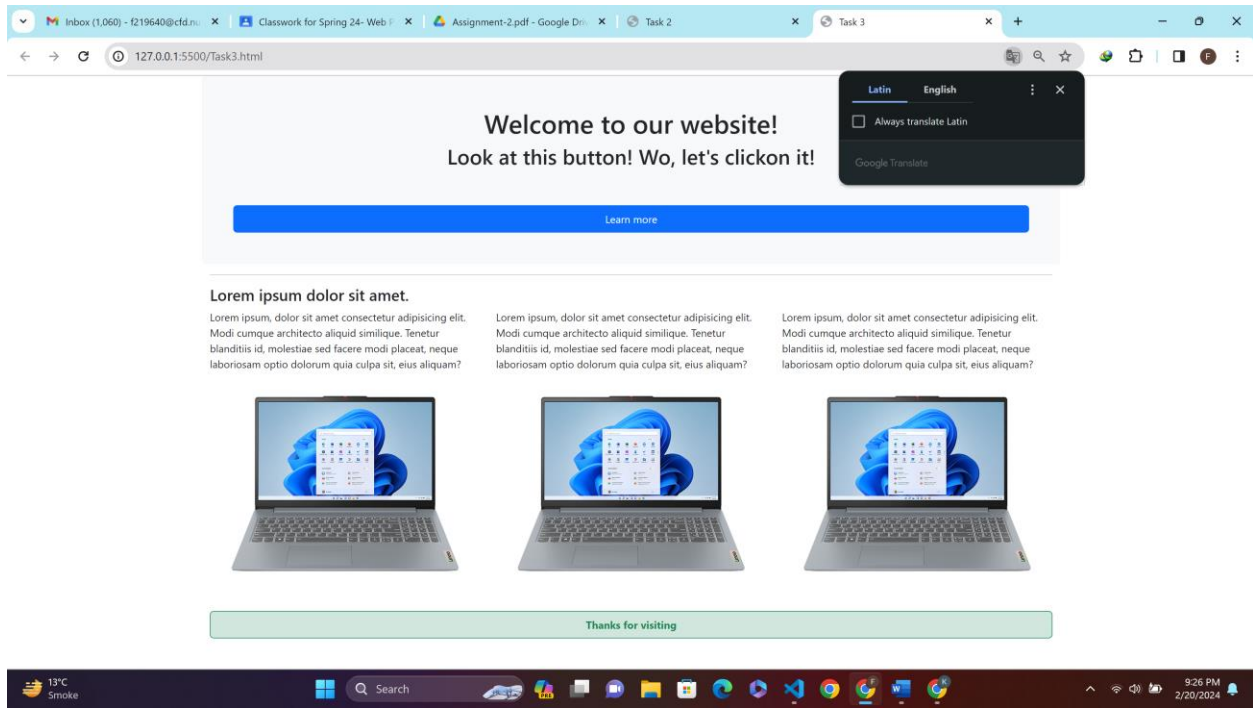 Inbox (1,060) - f219640@cfd.nu
Classwork for Spring 24- Web P
Assignment-2.pdf - Google Driv
Task 2
Task 3
127.0.0.1:5500/Task3.html
Latin English
Always translate Latin
Google Translate
Welcome to our website!
Look at this button! Wo, let's clickon it!
Learn more
Lorem ipsum dolor sit amet.
Lorem ipsum, dolor sit amet consectetur adipisicing elit.
Modi cumque architecto aliquid similique. Tenetur
blanditiis id, molestiae sed facere modi placeat, neque
laboriosam optio dolorum quia culpa sit, eius aliquam?
Lorem ipsum, dolor sit amet consectetur adipisicing elit.
Modi cumque architecto aliquid similique. Tenetur
blanditiis id, molestiae sed facere modi placeat, neque
laboriosam optio dolorum quia culpa sit, eius aliquam?
Lorem ipsum, dolor sit amet consectetur adipisicing elit.
Modi cumque architecto aliquid similique. Tenetur
blanditiis id, molestiae sed facere modi placeat, neque
laboriosam optio dolorum quia culpa sit, eius aliquam?
Thanks for visiting
13°C
Smoke
Search
9:26 PM
2/20/2024